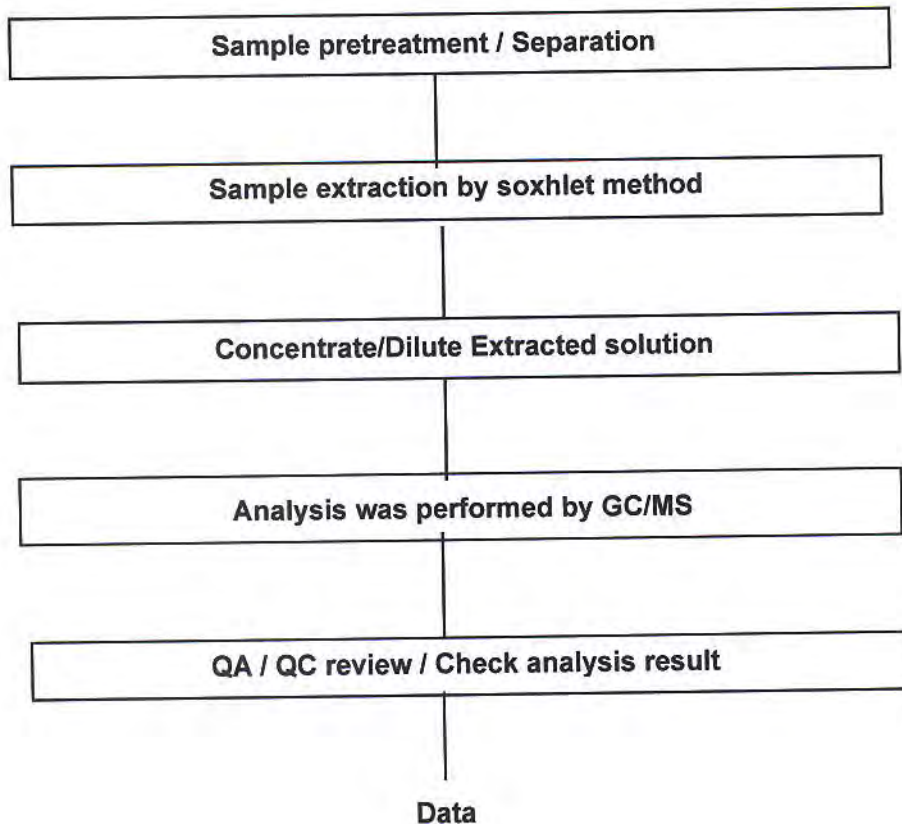 Sample pretreatment / Separation
Sample extraction by soxhlet method
Concentrate/Dilute Extracted solution
Analysis was performed by GC/MS
QA / QC review / Check analysis result
Data